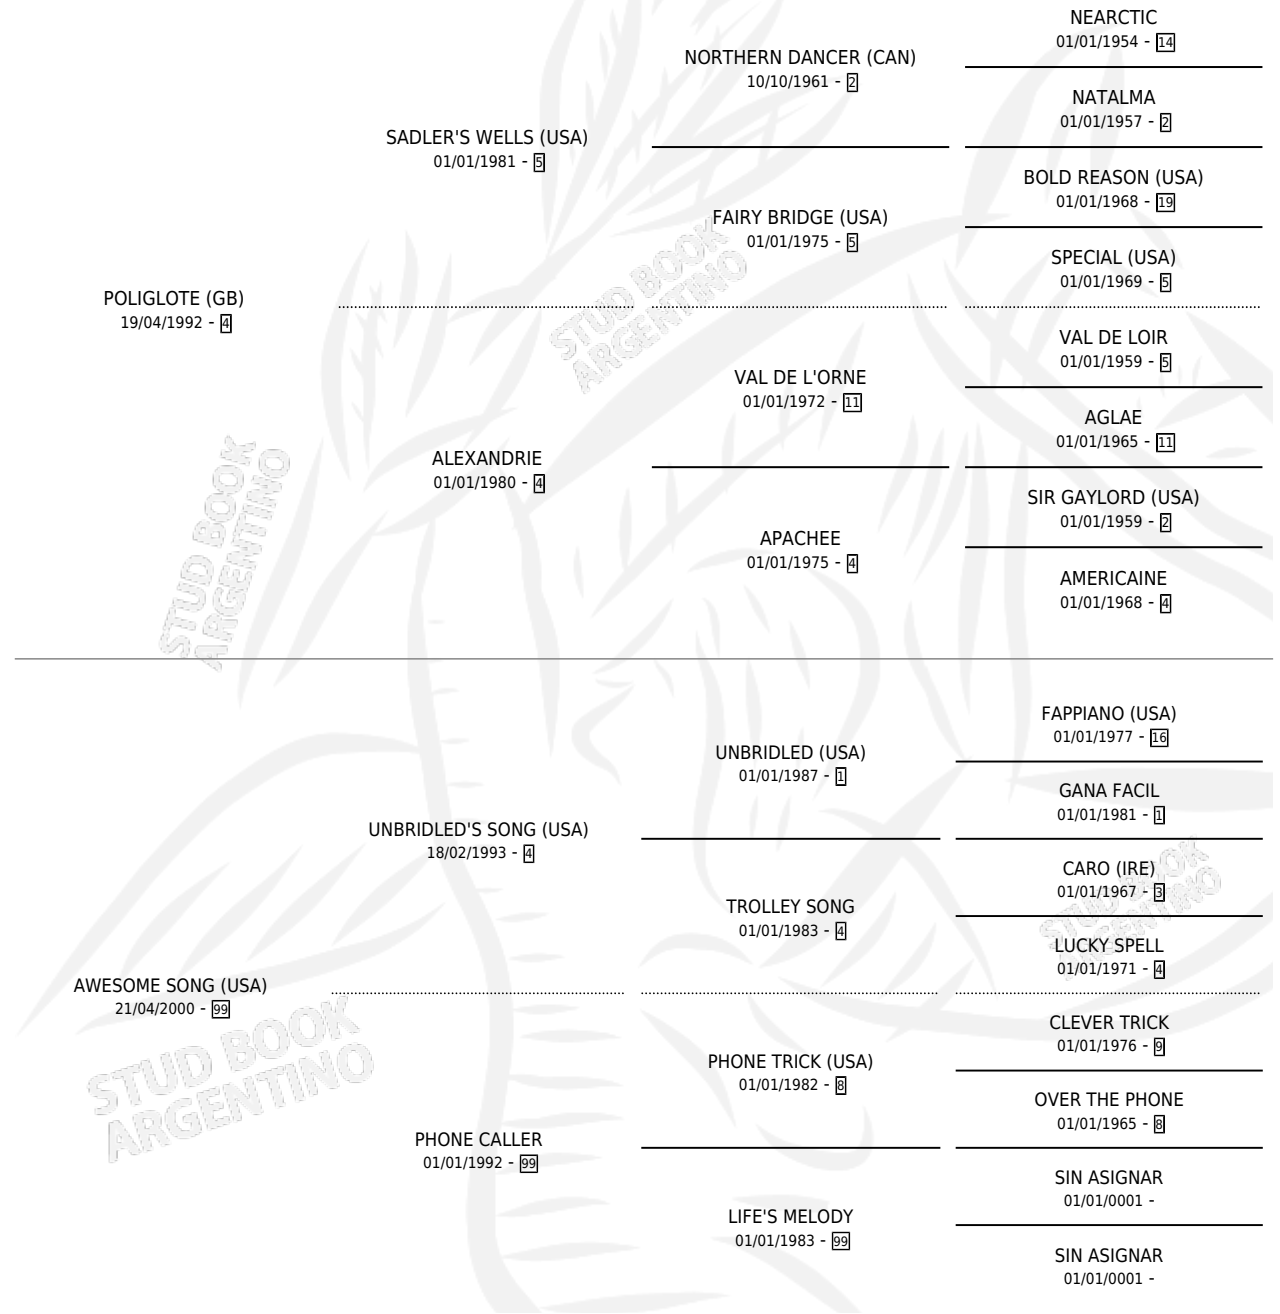 NEARCTIC
01/01/1954 - 14
NORTHERN DANCER (CAN)
10/10/1961 - 2
NATALMA
01/01/1957 - 2
SADLER'S WELLS (USA)
01/01/1981 - 5
BOLD REASON (USA)
01/01/1968 - 19
FAIRY BRIDGE (USA)
01/01/1975 - 5
SPECIAL (USA)
01/01/1969 - 5
POLIGLOTE (GB)
19/04/1992 - 4
STUD BOOK
ARGENTINO
VAL DE LOIR
01/01/1959 - 5
VAL DE L'ORNE
01/01/1972 - 11
AGLAE
01/01/1965 - 11
ALEXANDRIE
01/01/1980 - 4
SIR GAYLORD (USA)
01/01/1959 - 2
APACHEE
01/01/1975 - 4
AMERICAINE
01/01/1968 - 4
STUD BOOK
ARGENTINO
FAPPIANO (USA)
01/01/1977 - 16
UNBRIDLED (USA)
01/01/1987 - 1
GANA FACIL
01/01/1981 - 1
UNBRIDLED'S SONG (USA)
18/02/1993 - 4
CARO (IRE)
01/01/1967 - 3
TROLLEY SONG
01/01/1983 - 4
STUD BOOK
ARGENTINO
LUCKY SPELL
01/01/1971 - 4
AWESOME SONG (USA)
21/04/2000 - 99
STUD BOOK
ARGENTINO
CLEVER TRICK
01/01/1976 - 9
PHONE TRICK (USA)
01/01/1982 - 8
OVER THE PHONE
01/01/1965 - 8
PHONE CALLER
01/01/1992 - 99
SIN ASIGNAR
01/01/0001 -
LIFE'S MELODY
01/01/1983 - 99
SIN ASIGNAR
01/01/0001 -